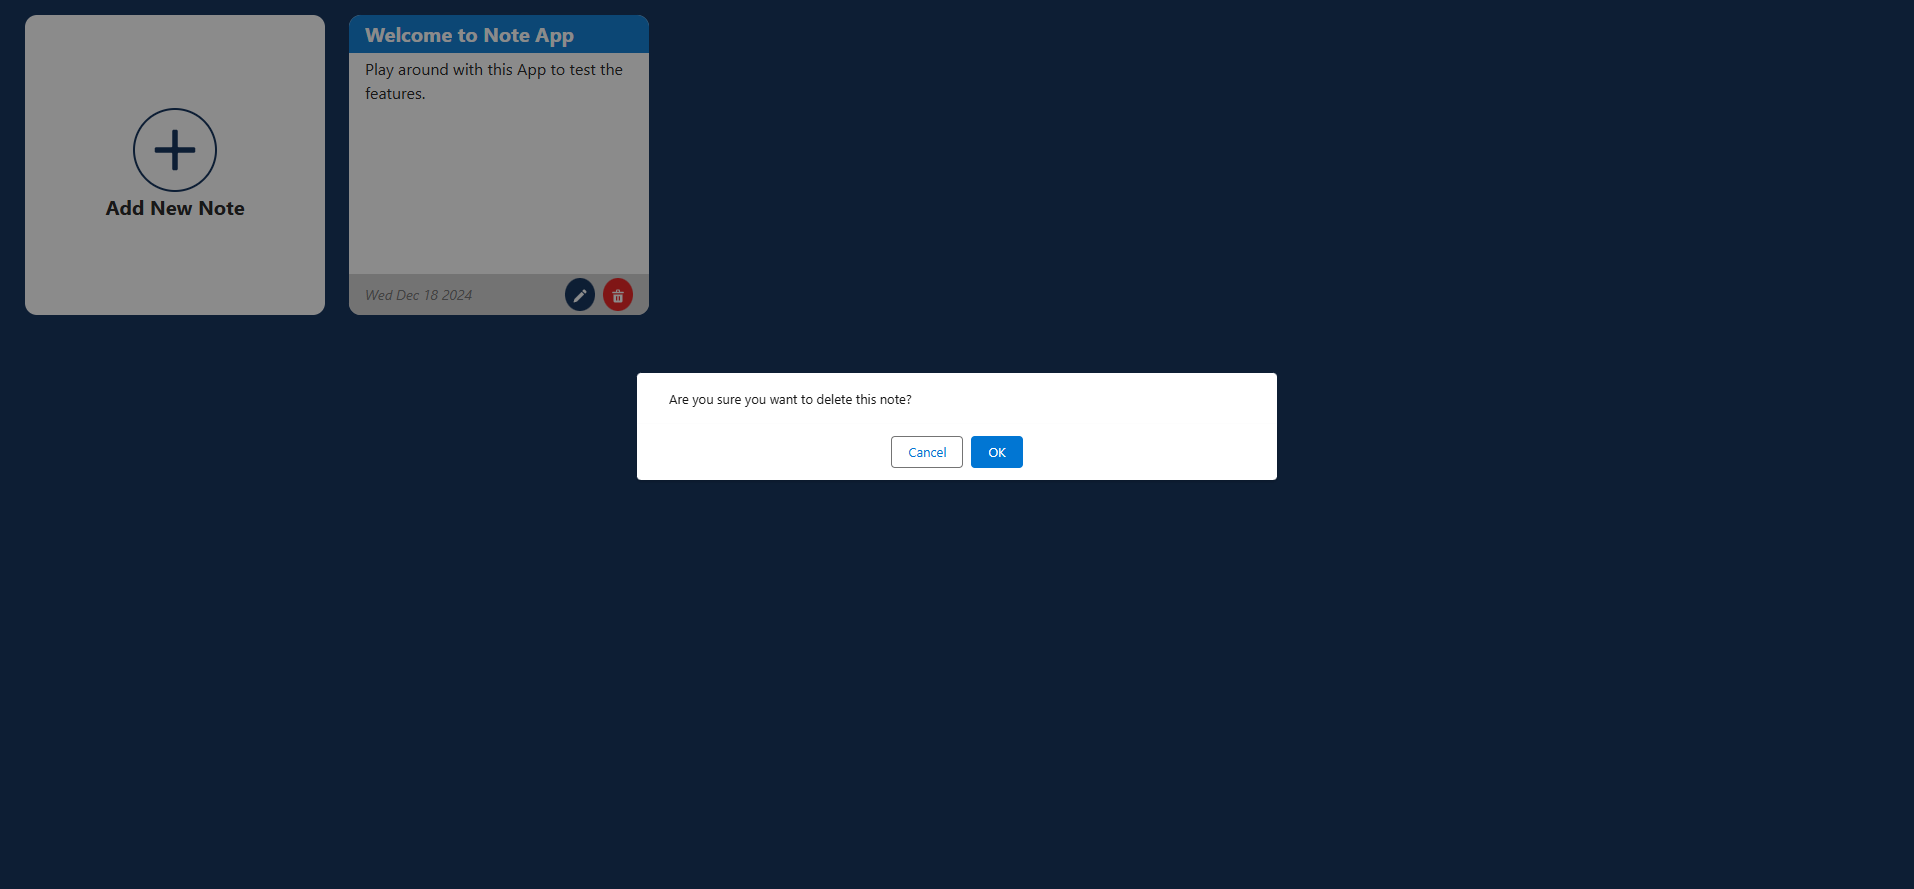 Welcome to Note App
Play around with this App to test the
features.
Add New Note
Wed Dec 18 2024
Are you sure you want to delete this note?
Cancel
OK